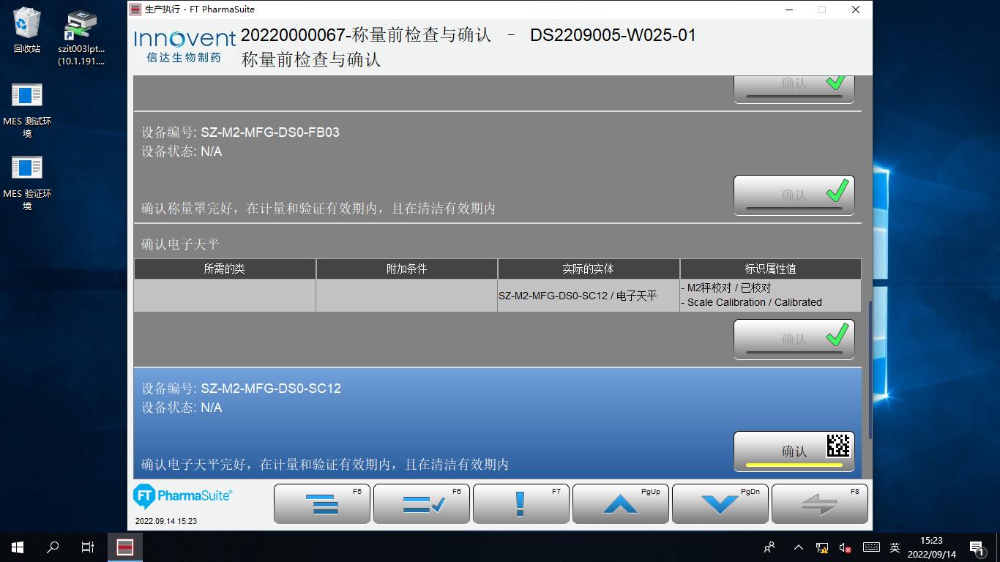 生产执行 - FT PharmaSuite
回收站
szit003lpt...
(10.1.191....
MES 测试环
境
MES 验证环
境
Innovent
信达生物制药
20220000067-称量前检查与确认 - DS2209005-W025-01
称量前检查与确认
确认
设备编号: SZ-M2-MFG-DS0-FB03
设备状态: N/A
确认
确认称量罩完好，在计量和验证有效期内，且在清洁有效期内
确认电子天平
所需的类 附加条件 实际的实体 标识属性值
SZ-M2-MFG-DS0-SC12 / 电子天平
- M2秤校对 / 已校对
- Scale Calibration / Calibrated
确认
设备编号: SZ-M2-MFG-DS0-SC12
设备状态: N/A
确认
确认电子天平完好，在计量和验证有效期内，且在清洁有效期内
FT PharmaSuite®
F5 F6 F7 PgUp PgDn F8
2022.09.14 15:23
英
15:23
2022/09/14
1